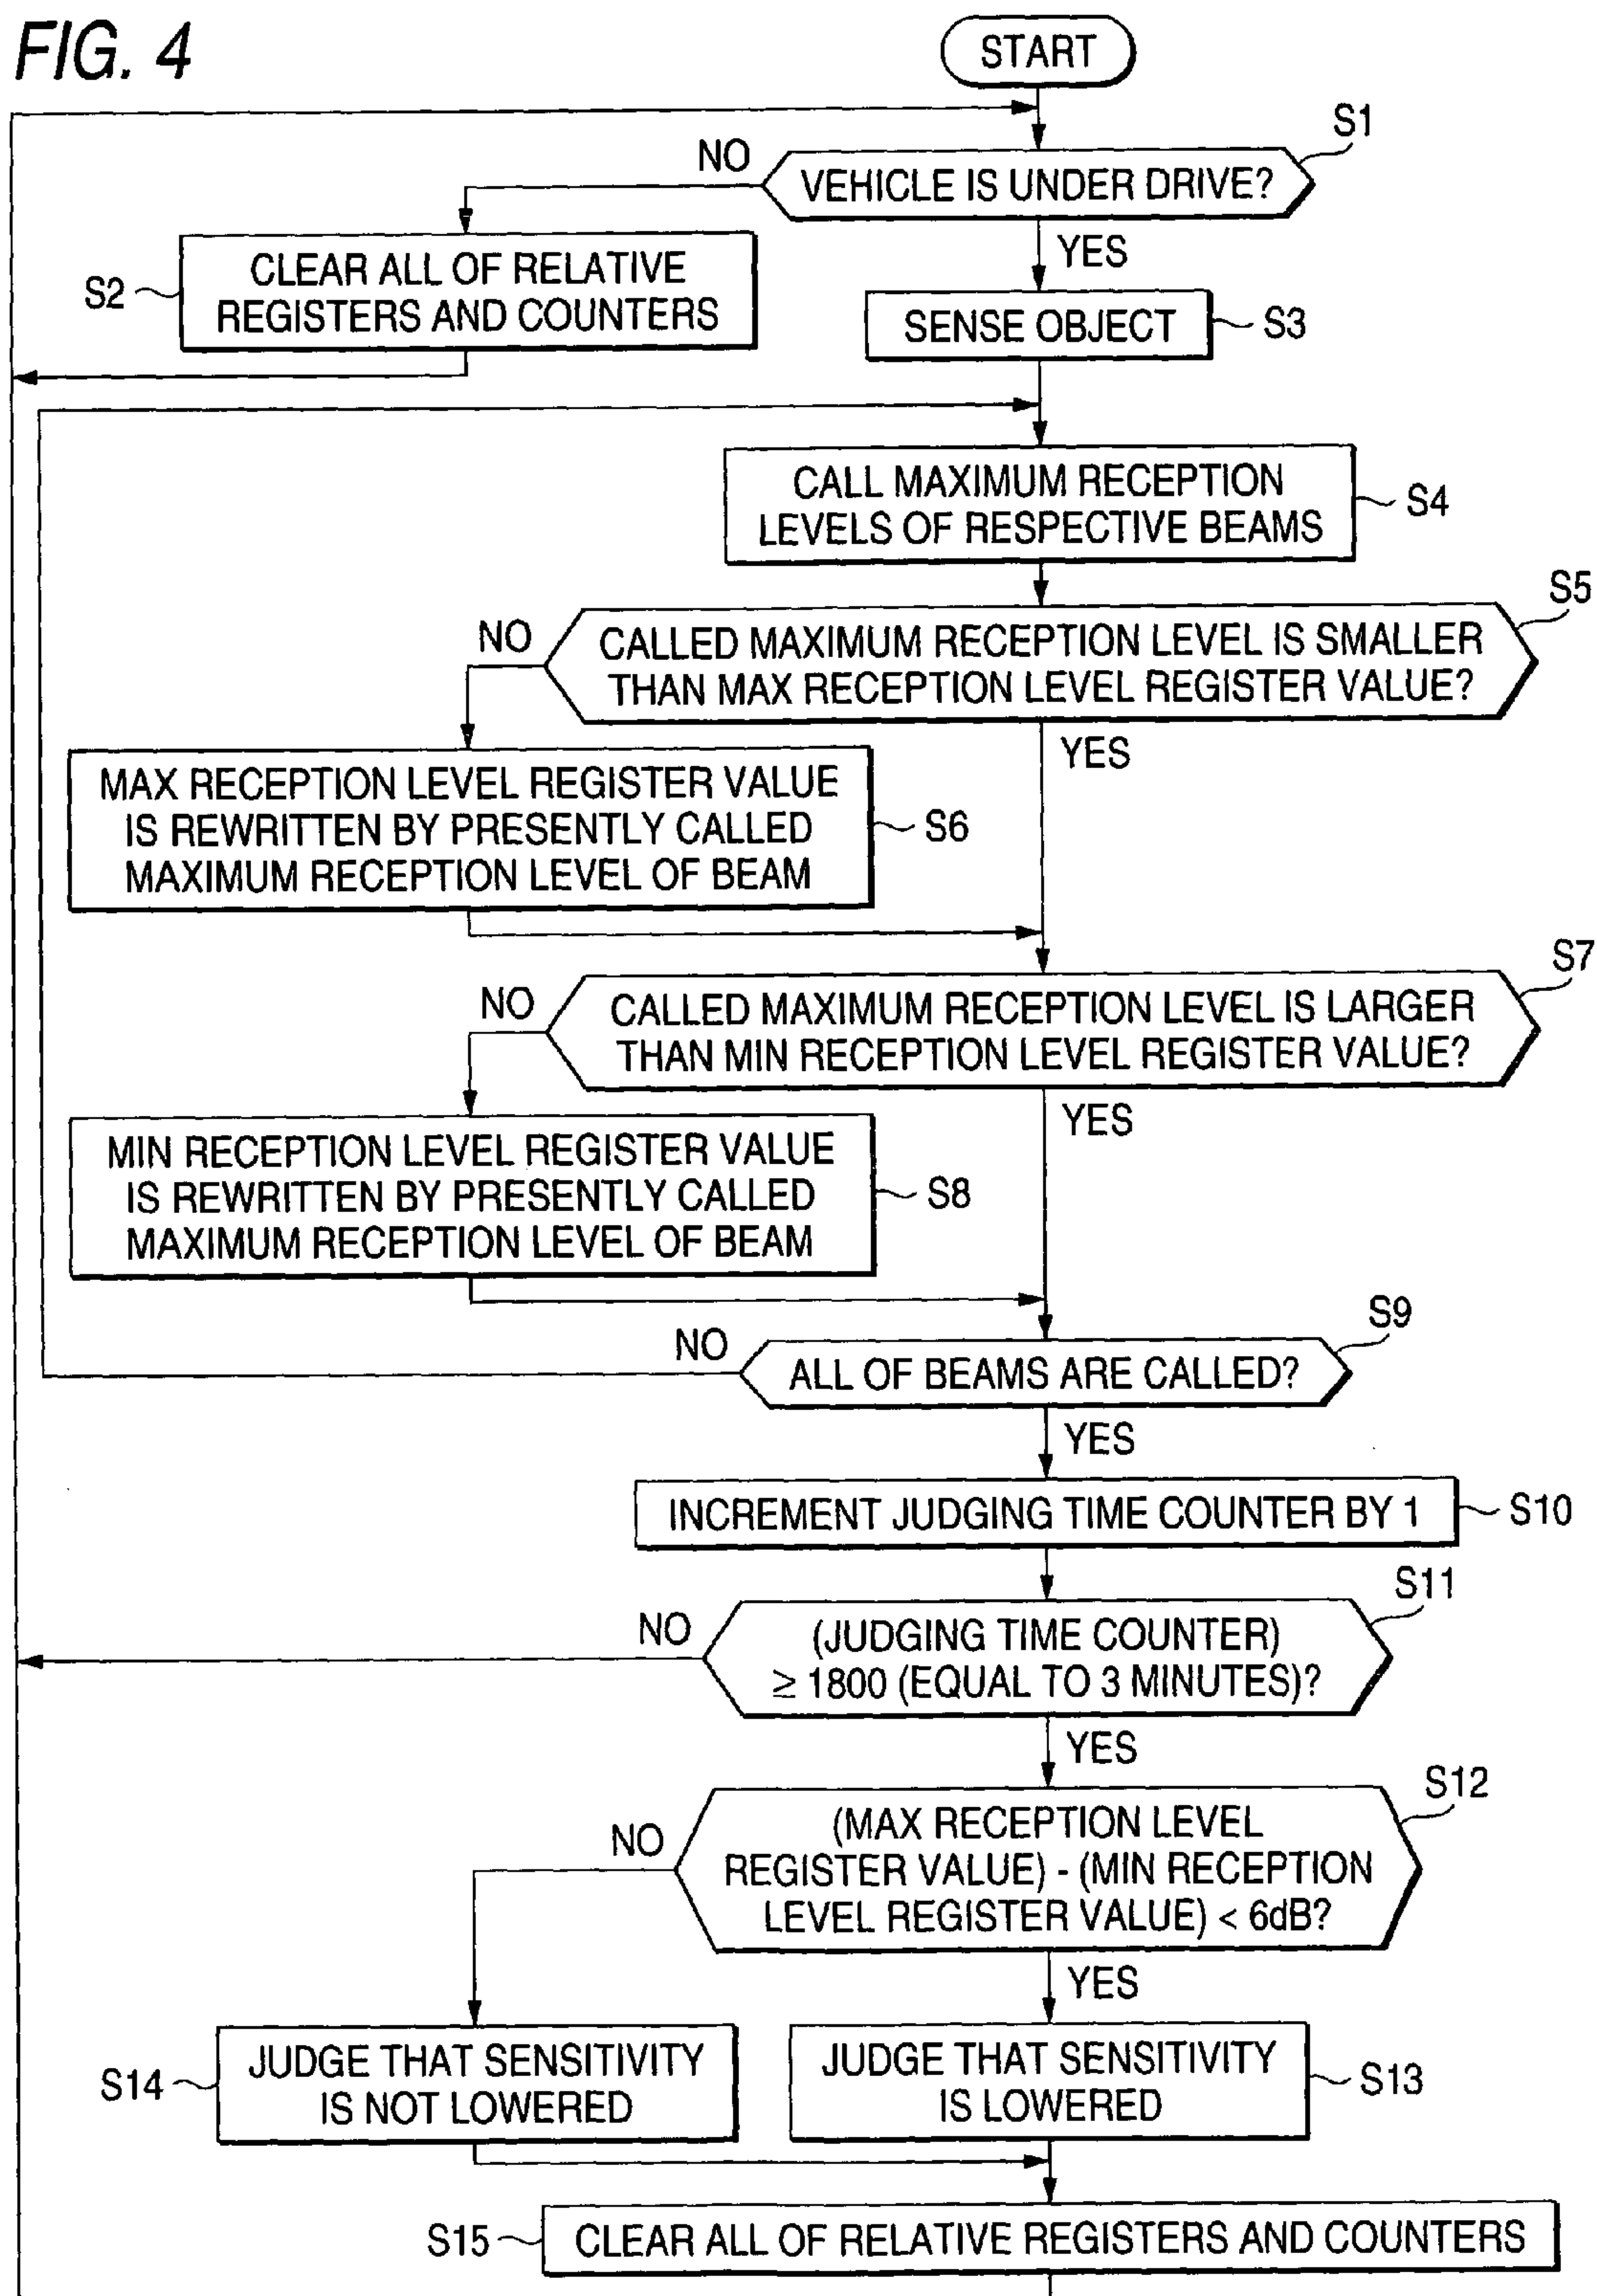 FIG. 4
START
S1
NO
VEHICLE IS UNDER DRIVE?
YES
CLEAR ALL OF RELATIVE
REGISTERS AND COUNTERS
S2
SENSE OBJECT
S3
CALL MAXIMUM RECEPTION
LEVELS OF RESPECTIVE BEAMS
S4
S5
NO
CALLED MAXIMUM RECEPTION LEVEL IS SMALLER
THAN MAX RECEPTION LEVEL REGISTER VALUE?
YES
MAX RECEPTION LEVEL REGISTER VALUE
IS REWRITTEN BY PRESENTLY CALLED
MAXIMUM RECEPTION LEVEL OF BEAM
S6
S7
NO
CALLED MAXIMUM RECEPTION LEVEL IS LARGER
THAN MIN RECEPTION LEVEL REGISTER VALUE?
YES
MIN RECEPTION LEVEL REGISTER VALUE
IS REWRITTEN BY PRESENTLY CALLED
MAXIMUM RECEPTION LEVEL OF BEAM
S8
S9
NO
ALL OF BEAMS ARE CALLED?
YES
INCREMENT JUDGING TIME COUNTER BY 1
S10
S11
NO
(JUDGING TIME COUNTER)
≥ 1800 (EQUAL TO 3 MINUTES)?
YES
S12
NO
(MAX RECEPTION LEVEL
REGISTER VALUE) - (MIN RECEPTION
LEVEL REGISTER VALUE) < 6dB?
YES
S14
JUDGE THAT SENSITIVITY
IS NOT LOWERED
JUDGE THAT SENSITIVITY
IS LOWERED
S13
S15
CLEAR ALL OF RELATIVE REGISTERS AND COUNTERS